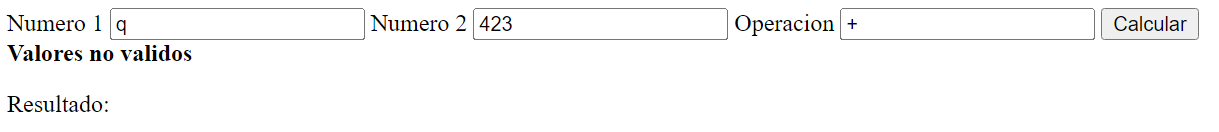 Numero 1 q Numero 2 423 Operacion + Calcular
Valores no validos
Resultado: